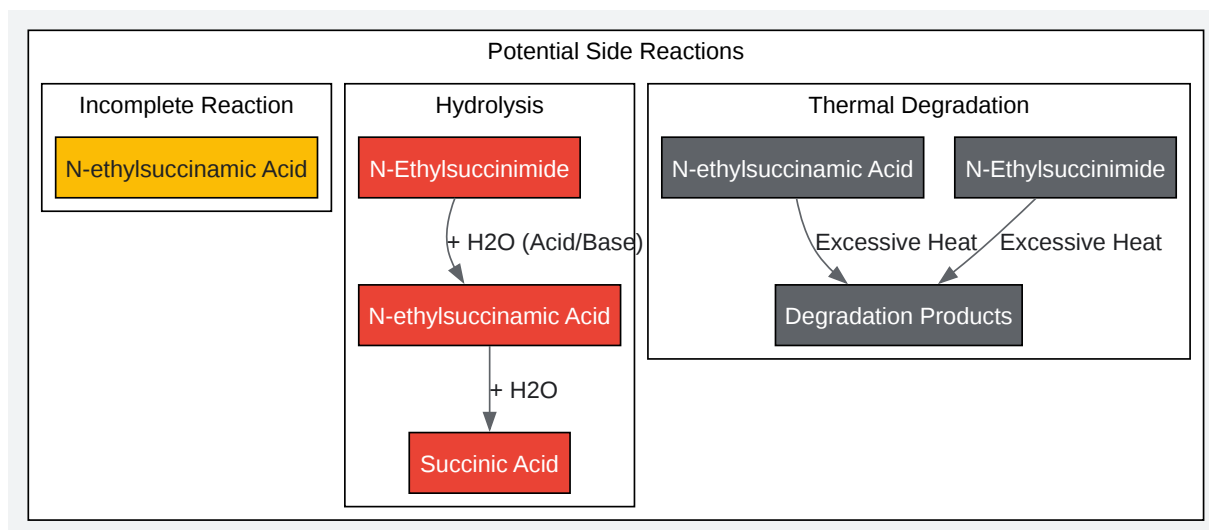 Potential Side Reactions
Incomplete Reaction
N-ethylsuccinamic Acid
Hydrolysis
N-Ethylsuccinimide
+ H2O (Acid/Base)
N-ethylsuccinamic Acid
+ H2O
Succinic Acid
Thermal Degradation
N-ethylsuccinamic Acid
N-Ethylsuccinimide
Excessive Heat
Excessive Heat
Degradation Products